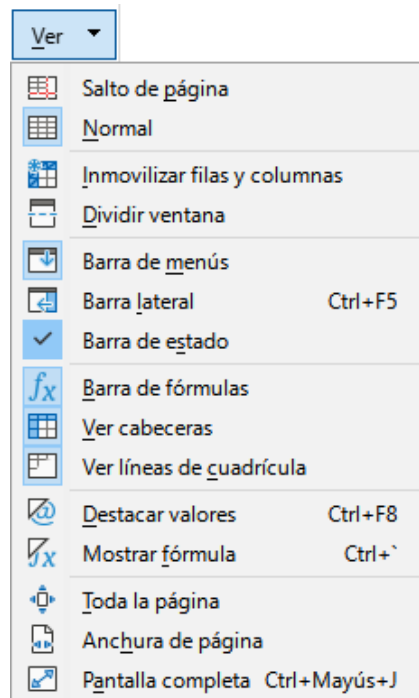 Ver
Salto de página
Normal
Inmovilizar filas y columnas
Dividir ventana
Barra de menús
Barra lateral Ctrl+F5
Barra de estado
fx Barra de fórmulas
Ver cabeceras
Ver líneas de cuadrícula
Destacar valores Ctrl+F8
Mostrar fórmula Ctrl+`
Toda la página
Anchura de página
Pantalla completa Ctrl+Mayús+J